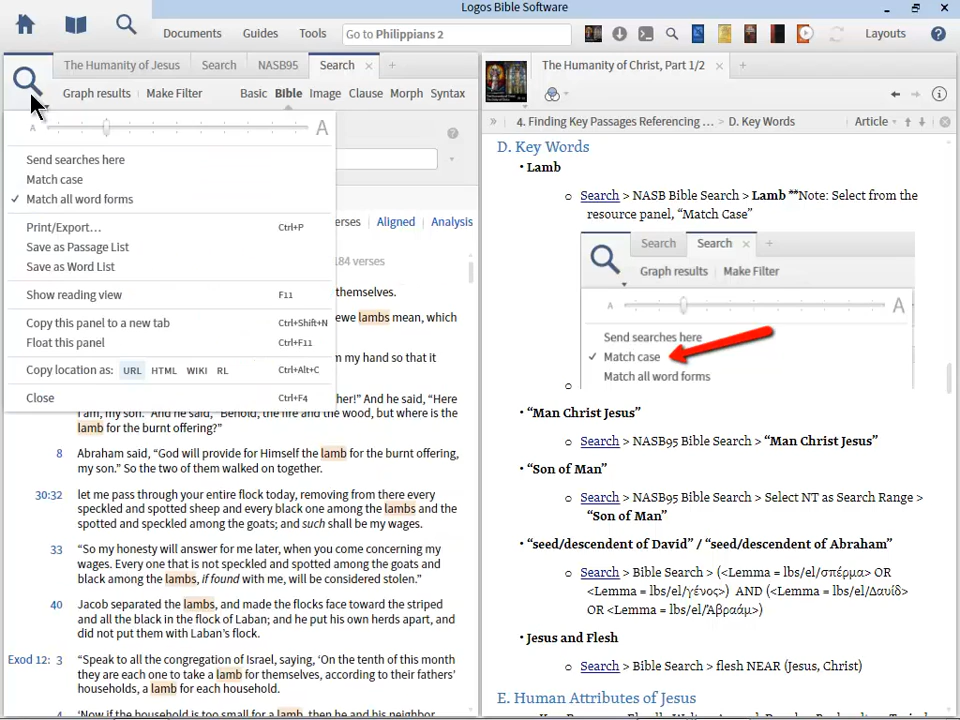 Logos Bible Software
Documents Guides Tools Go to Philippians 2 Layouts
The Humanity of Jesus Search NASB95 Search
Graph results Make Filter Basic Bible Image Clause Morph Syntax
A A
Send searches here
Match case
✓ Match all word forms
Print/Export… Ctrl+P
Save as Passage List
Save as Word List
Show reading view F11
Copy this panel to a new tab Ctrl+Shift+N
Float this panel Ctrl+F11
Copy location as: URL HTML WIKI RL Ctrl+Alt+C
Close Ctrl+F4
Aligned Analysis
184 verses
themselves.
ewe lambs mean, which
my hand so that it
her!” And he said, “Here
I am, my son.” And he said, “Behold, the fire and the wood, but where is the
lamb for the burnt offering?”
8 Abraham said, “God will provide for Himself the lamb for the burnt offering,
my son.” So the two of them walked on together.
30:32 let me pass through your entire flock today, removing from there every
speckled and spotted sheep and every black one among the lambs and the
spotted and speckled among the goats; and such shall be my wages.
33 “So my honesty will answer for me later, when you come concerning my
wages. Every one that is not speckled and spotted among the goats and
black among the lambs, if found with me, will be considered stolen.”
40 Jacob separated the lambs, and made the flocks face toward the striped
and all the black in the flock of Laban; and he put his own herds apart, and
did not put them with Laban’s flock.
Exod 12: 3 “Speak to all the congregation of Israel, saying, ‘On the tenth of this month
they are each one to take a lamb for themselves, according to their fathers’
households, a lamb for each household.
4 ‘Now if the household is too small for a lamb, then he and his neighbor
The Humanity of Christ, Part 1/2
4. Finding Key Passages Referencing ... > D. Key Words Article
D. Key Words
• Lamb
Search > NASB Bible Search > Lamb **Note: Select from the
resource panel, “Match Case”
Search Search
Graph results Make Filter
A A
Send searches here
✓ Match case
Match all word forms
• “Man Christ Jesus”
Search > NASB95 Bible Search > “Man Christ Jesus”
• “Son of Man”
Search > NASB95 Bible Search > Select NT as Search Range >
“Son of Man”
• “seed/descendent of David” / “seed/descendent of Abraham”
Search > Bible Search > (<Lemma = lbs/el/σπέρμα> OR
<Lemma = lbs/el/γένος>) AND (<Lemma = lbs/el/Δαυίδ>
OR <Lemma = lbs/el/Ἀβραάμ>)
• Jesus and Flesh
Search > Bible Search > flesh NEAR (Jesus, Christ)
E. Human Attributes of Jesus